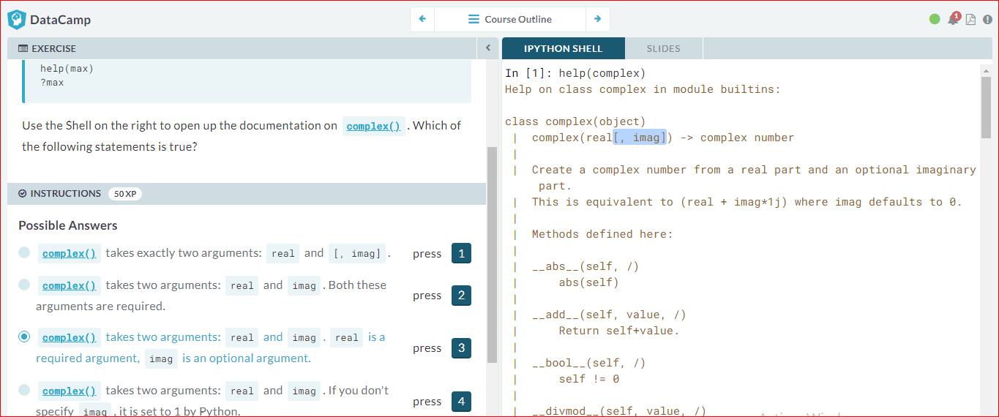 DataCamp
Course Outline
1
EXERCISE
help(max)
?max
Use the Shell on the right to open up the documentation on complex() . Which of
the following statements is true?
INSTRUCTIONS 50 XP
Possible Answers
complex() takes exactly two arguments: real and [, imag] . press 1
complex() takes two arguments: real and imag . Both these
arguments are required.
press 2
complex() takes two arguments: real and imag . real is a
required argument, imag is an optional argument.
press 3
complex() takes two arguments: real and imag . If you don't
specify imag , it is set to 1 by Python.
press 4
IPYTHON SHELL
SLIDES
In [1]: help(complex)
Help on class complex in module builtins:
class complex(object)
| complex(real[, imag]) -> complex number
|
| Create a complex number from a real part and an optional imaginary
part.
| This is equivalent to (real + imag*1j) where imag defaults to 0.
|
| Methods defined here:
|
| __abs__(self, /)
| abs(self)
|
| __add__(self, value, /)
| Return self+value.
|
| __bool__(self, /)
| self != 0
|
| __divmod__(self, value, /)